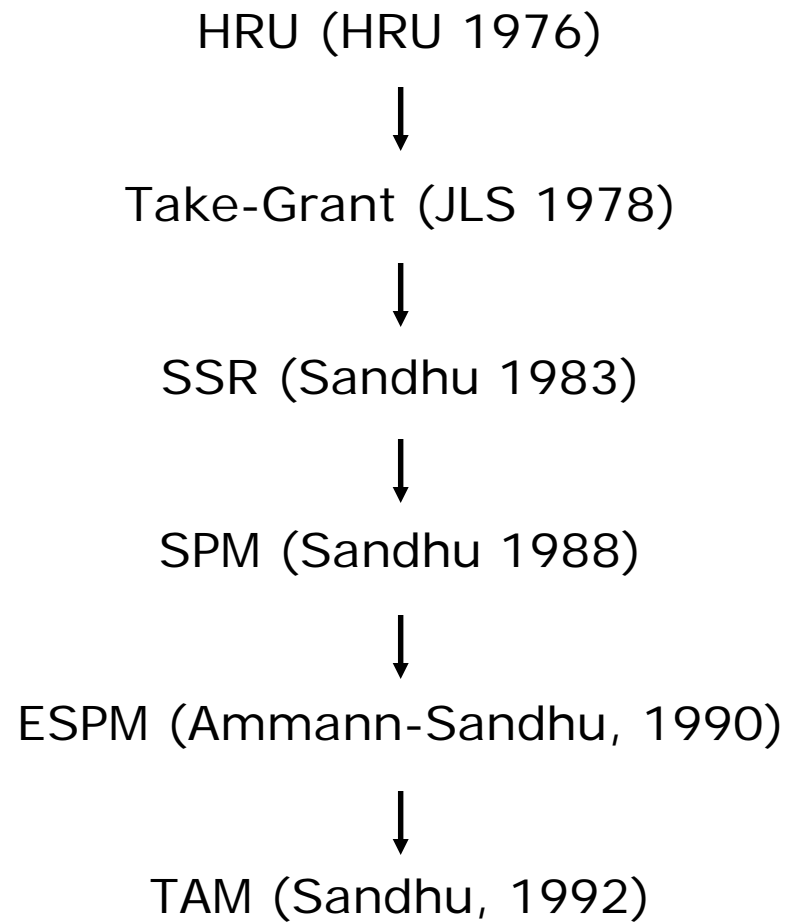 HRU (HRU 1976)
Take-Grant (JLS 1978)
SSR (Sandhu 1983)
SPM (Sandhu 1988)
ESPM (Ammann-Sandhu, 1990)
TAM (Sandhu, 1992)